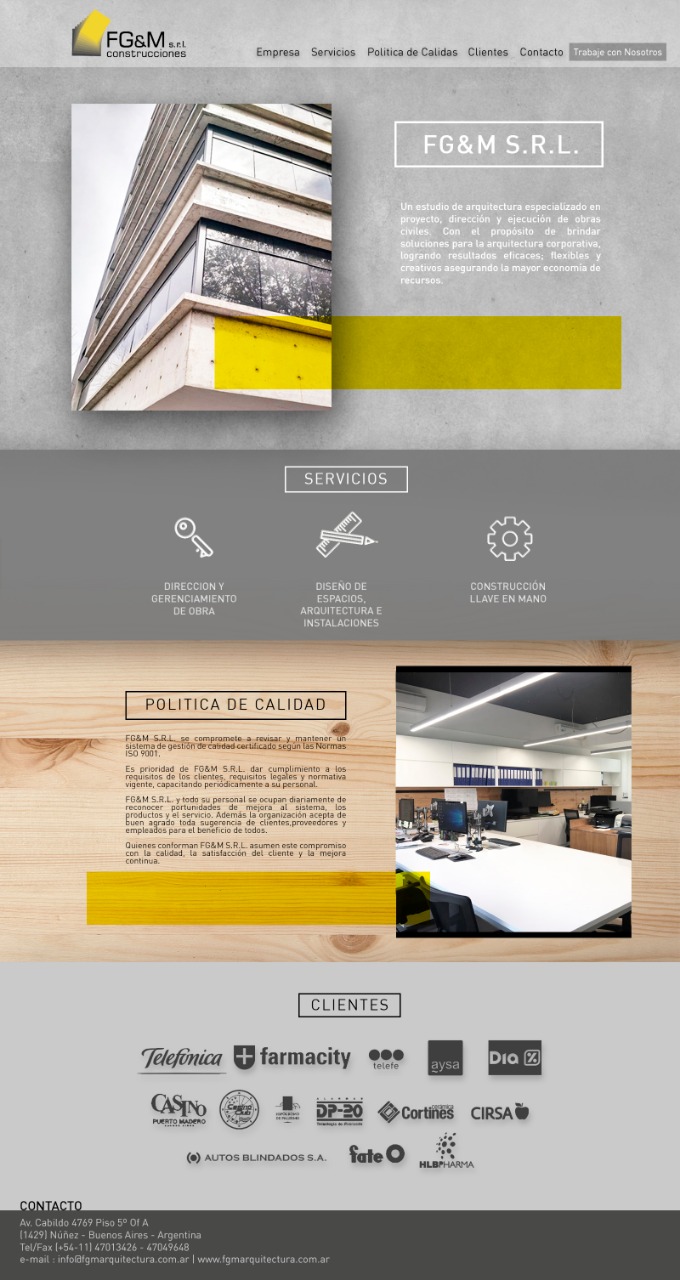 FG&M s.r.l.
construcciones
Empresa Servicios Politica de Calidas Clientes Contacto Trabaje con Nosotros
FG&M S.R.L.
Un estudio de arquitectura especializado en
proyecto, dirección y ejecución de obras
civiles. Con el propósito de brindar
soluciones para la arquitectura corporativa,
logrando resultados eficaces; flexibles y
creativos asegurando la mayor economía de
recursos.
SERVICIOS
DIRECCION Y
GERENCIAMIENTO
DE OBRA
DISEÑO DE
ESPACIOS,
ARQUITECTURA E
INSTALACIONES
CONSTRUCCIÓN
LLAVE EN MANO
POLITICA DE CALIDAD
FG&M S.R.L. se compromete a revisar y mantener un
sistema de gestión de calidad certificado según las Normas
ISO 9001.
Es prioridad de FG&M S.R.L. dar cumplimiento a los
requisitos de los clientes, requisitos legales y normativa
vigente, capacitando periódicamente a su personal.
FG&M S.R.L. y todo su personal se ocupan diariamente de
reconocer portunidades de mejora al sistema, los
productos y el servicio. Además la organización acepta de
buen agrado toda sugerencia de clientes,proveedores y
empleados para el beneficio de todos.
Quienes conforman FG&M S.R.L. asumen este compromiso
con la calidad, la satisfacción del cliente y la mejora
continua.
CLIENTES
Telefónica farmacity telefe aysa Dia %
CASINO
PUERTO MADERO
Casino Club
DP-20
cerámica
Cortines
CIRSA
AUTOS BLINDADOS S.A. fate HLBPHARMA
CONTACTO
Av. Cabildo 4769 Piso 5º Of A
(1429) Núñez - Buenos Aires - Argentina
Tel/Fax (+54-11) 47013426 - 47049648
e-mail : info@fgmarquitectura.com.ar | www.fgmarquitectura.com.ar